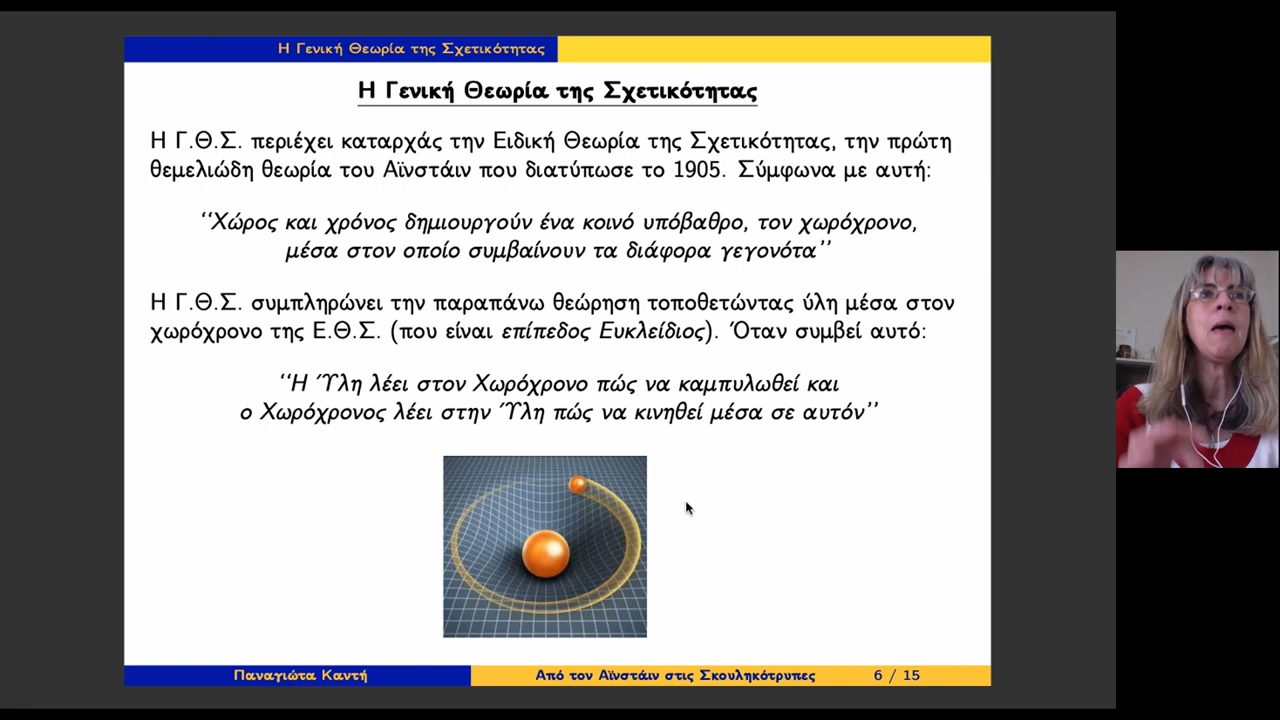 Η Γενική Θεωρία της Σχετικότητας
Η Γενική Θεωρία της Σχετικότητας
Η Γ.Θ.Σ. περιέχει καταρχάς την Ειδική Θεωρία της Σχετικότητας, την πρώτη
θεμελιώδη θεωρία του Αϊνστάιν που διατύπωσε το 1905. Σύμφωνα με αυτή:
‘‘Χώρος και χρόνος δημιουργούν ένα κοινό υπόβαθρο, τον χωρόχρονο,
μέσα στον οποίο συμβαίνουν τα διάφορα γεγονότα’’
Η Γ.Θ.Σ. συμπληρώνει την παραπάνω θεώρηση τοποθετώντας ύλη μέσα στον
χωρόχρονο της Ε.Θ.Σ. (που είναι επίπεδος Ευκλείδιος). Όταν συμβεί αυτό:
‘‘Η Ύλη λέει στον Χωρόχρονο πώς να καμπυλωθεί και
ο Χωρόχρονος λέει στην Ύλη πώς να κινηθεί μέσα σε αυτόν’’
Παναγιώτα Καντή
Από τον Αϊνστάιν στις Σκουληκότρυπες
6 / 15